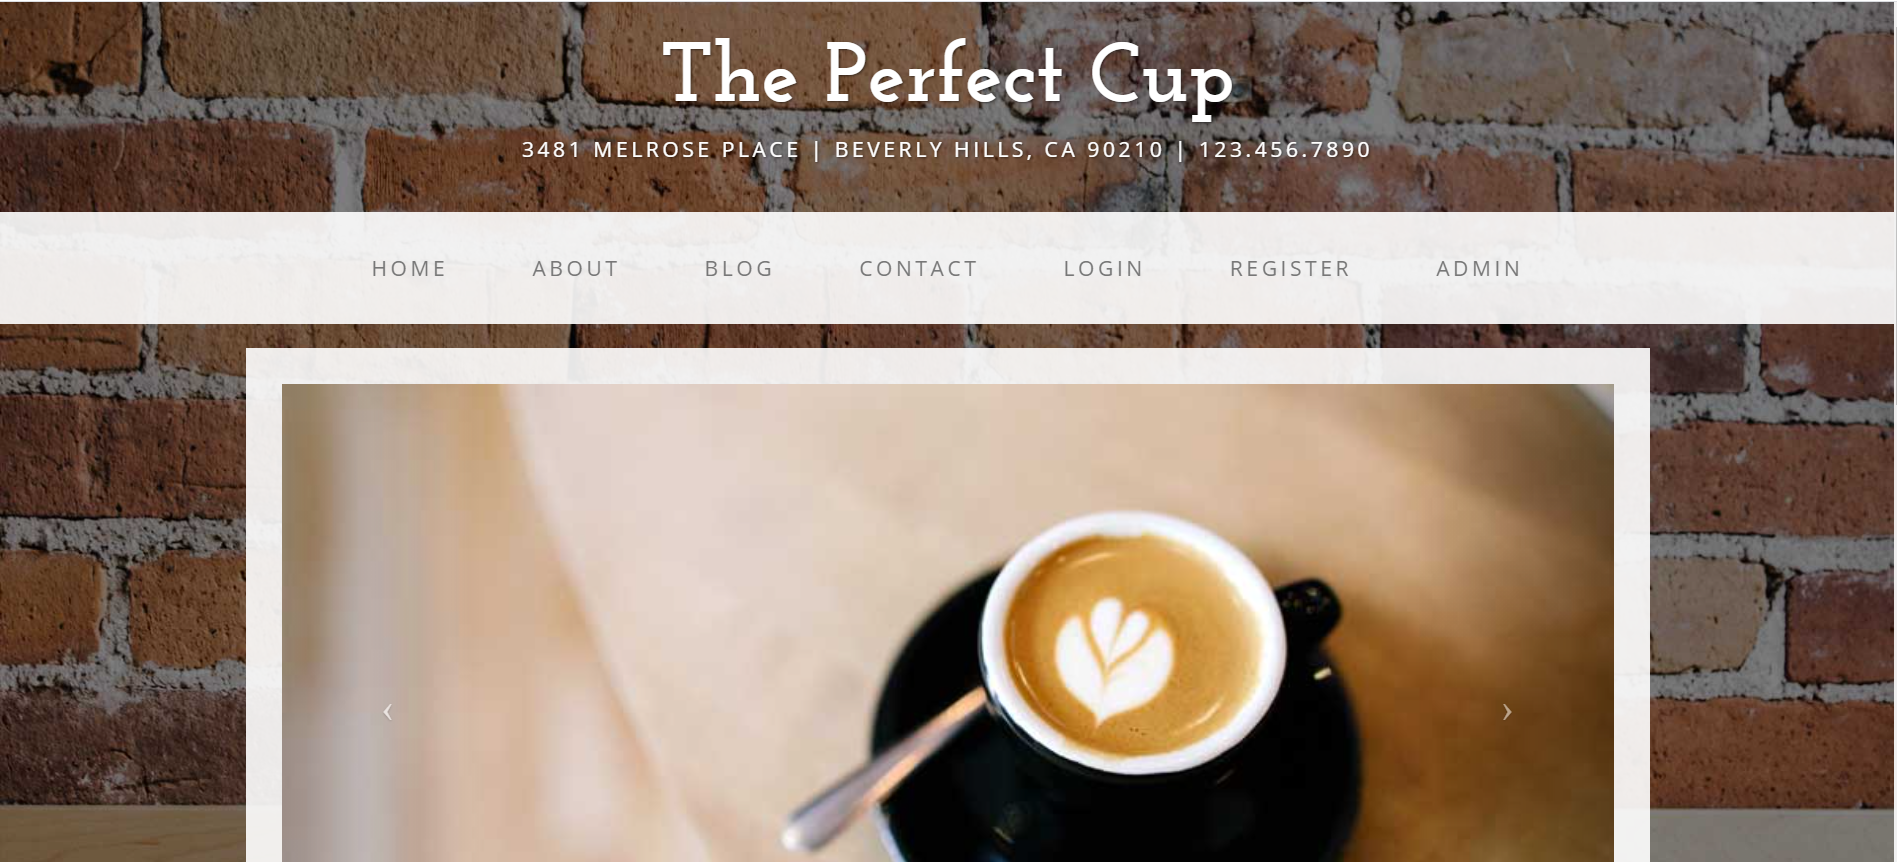 The Perfect Cup
3481 MELROSE PLACE | BEVERLY HILLS, CA 90210 | 123.456.7890
HOME ABOUT BLOG CONTACT LOGIN REGISTER ADMIN